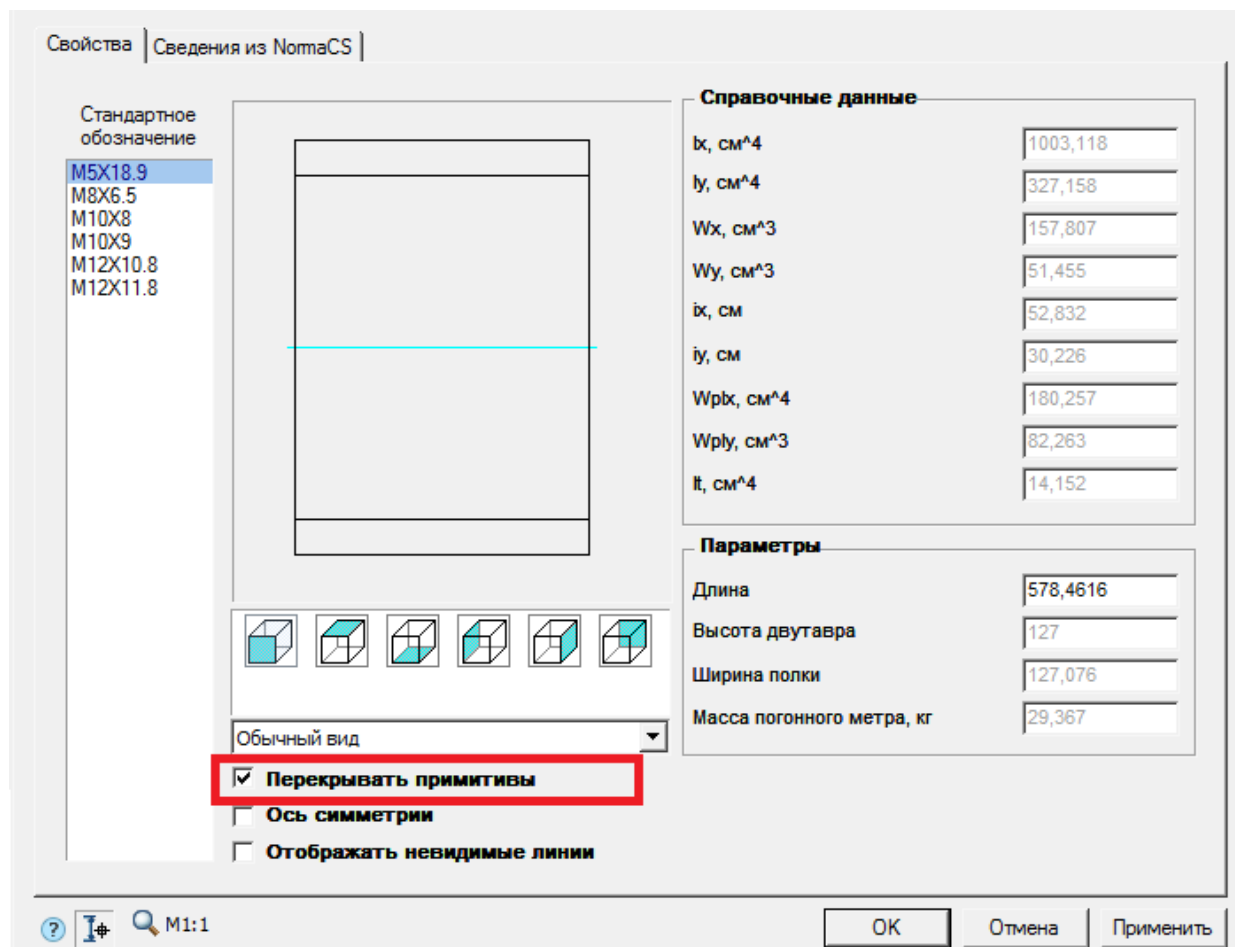 Свойства
Сведения из NormaCS
Стандартное
обозначение
M5X18.9
M8X6.5
M10X8
M10X9
M12X10.8
M12X11.8
Обычный вид
Перекрывать примитивы
Ось симметрии
Отображать невидимые линии
Справочные данные
Ix, см^4 1003,118
Iy, см^4 327,158
Wx, см^3 157,807
Wy, см^3 51,455
ix, см 52,832
iy, см 30,226
Wplx, см^4 180,257
Wply, см^3 82,263
It, см^4 14,152
Параметры
Длина 578,4616
Высота двутавра 127
Ширина полки 127,076
Масса погонного метра, кг 29,367
? M1:1
OK Отмена Применить